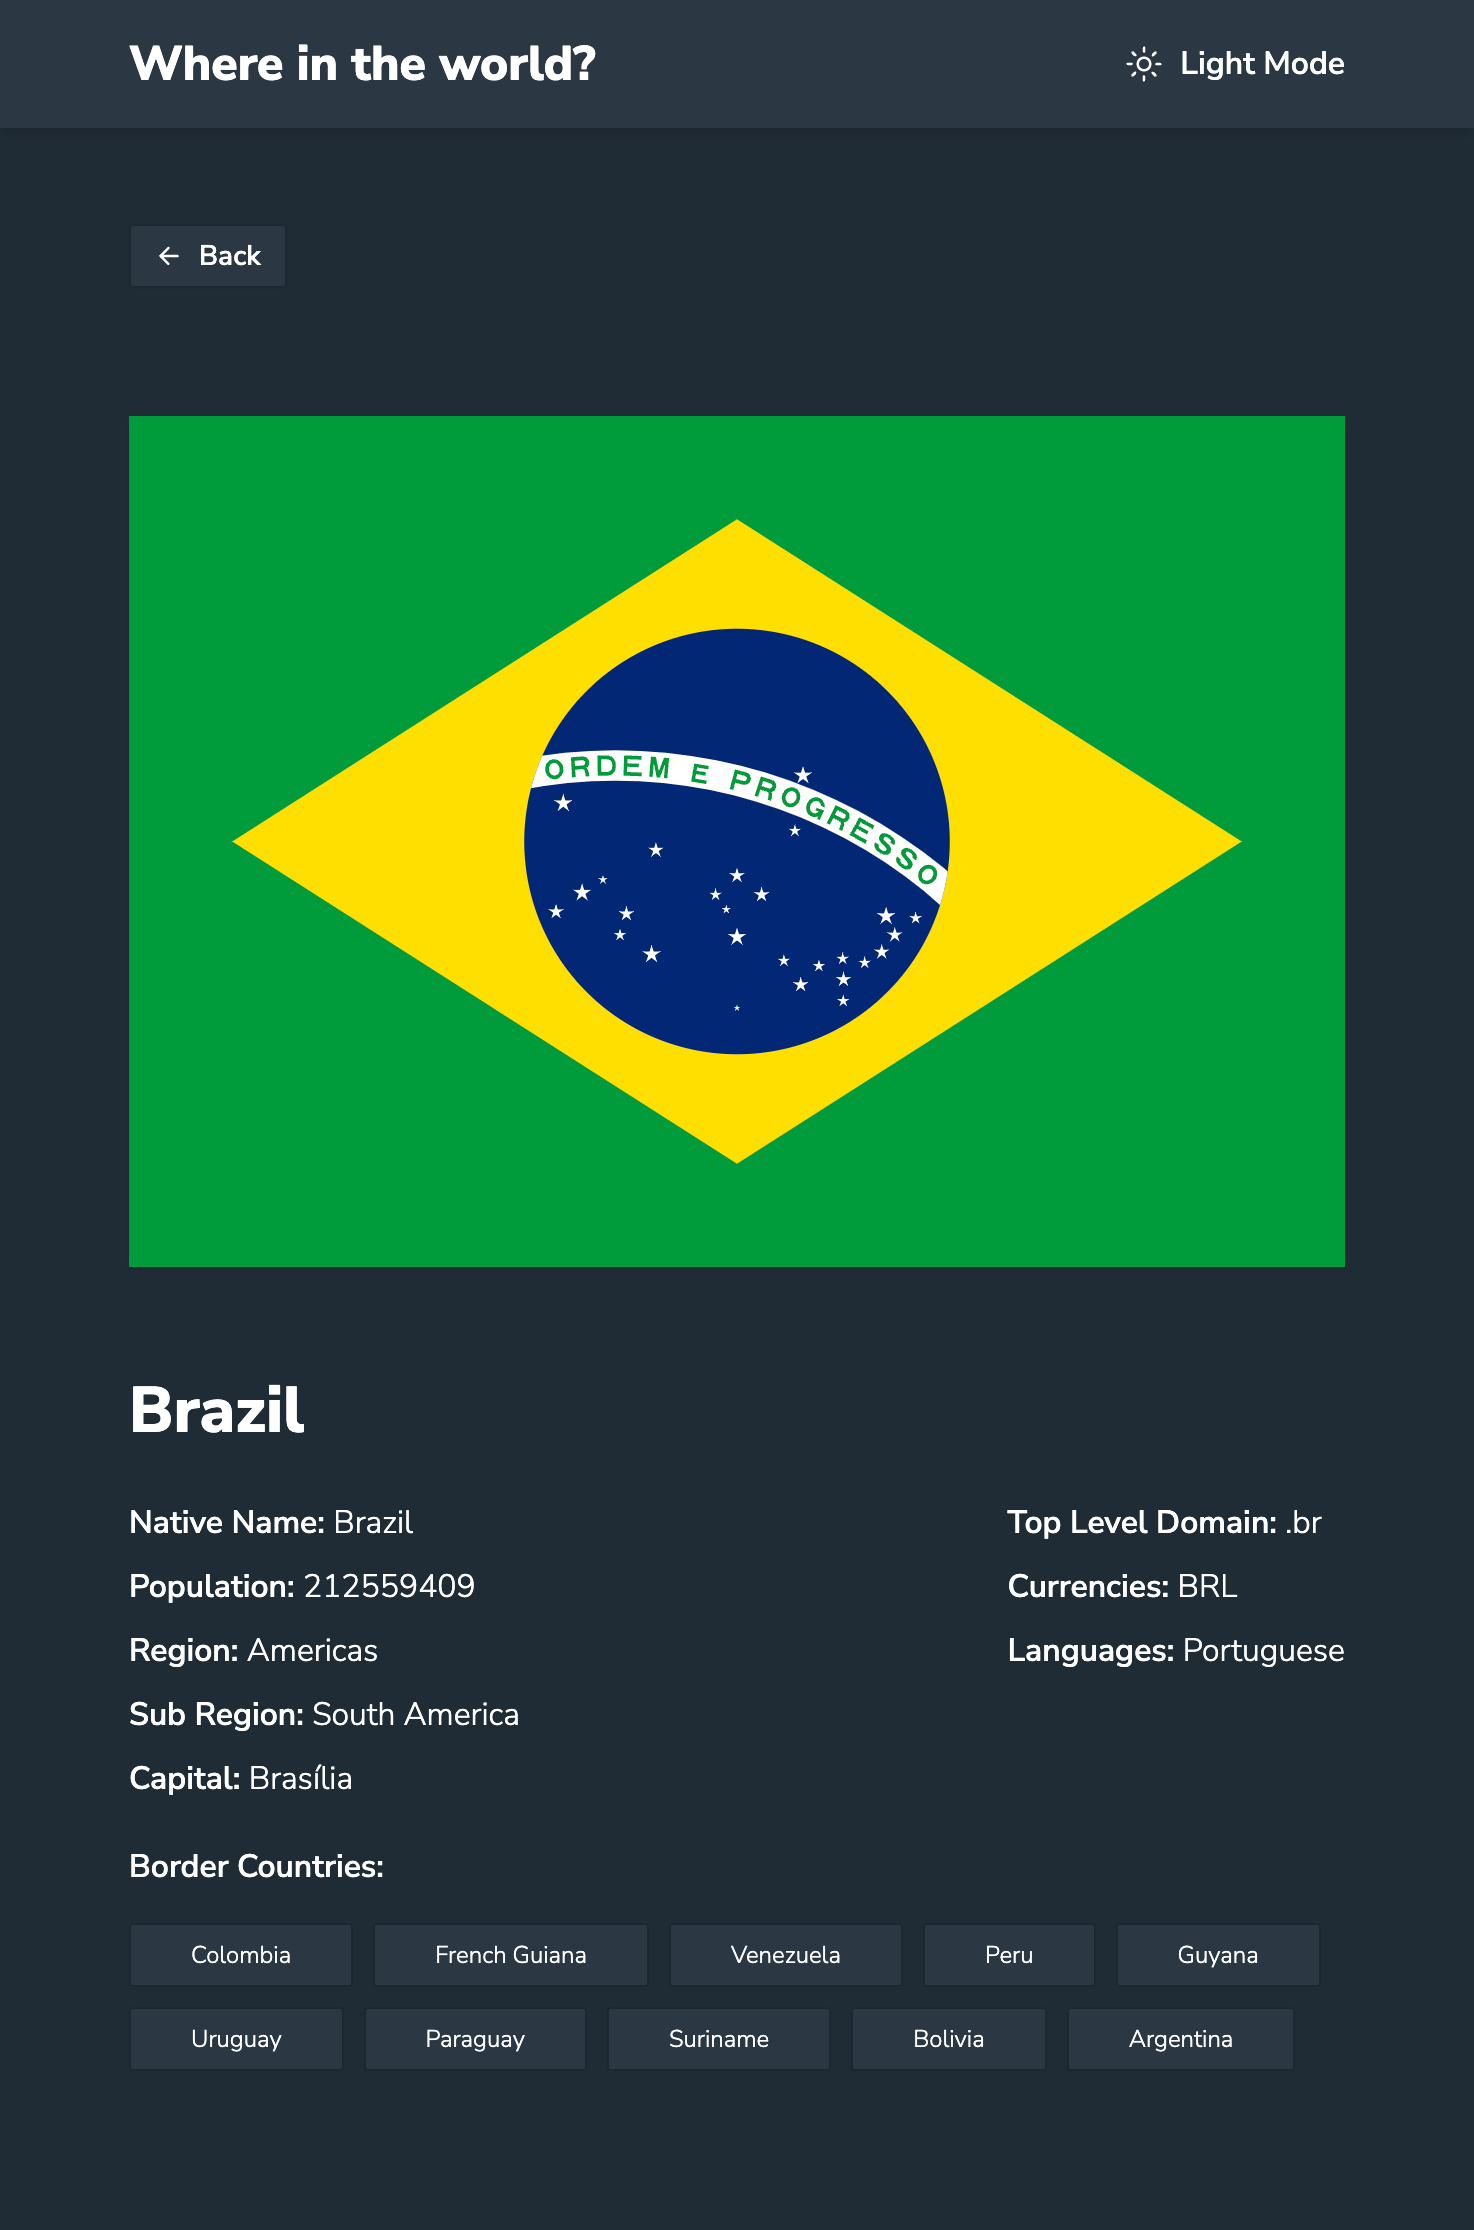 Where in the world?
Light Mode
Back
ORDEM E PROGRESSO
Brazil
Native Name: Brazil
Population: 212559409
Region: Americas
Sub Region: South America
Capital: Brasília
Top Level Domain: .br
Currencies: BRL
Languages: Portuguese
Border Countries:
Colombia French Guiana Venezuela Peru Guyana
Uruguay Paraguay Suriname Bolivia Argentina